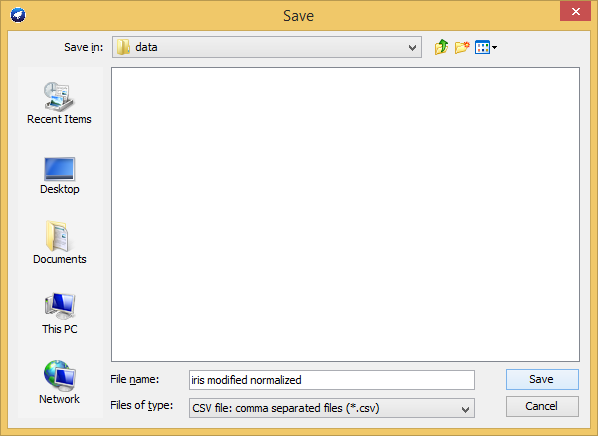 Save
Save in: data
Recent Items
Desktop
Documents
This PC
Network
File name: iris modified normalized Save
Files of type: CSV file: comma separated files (*.csv) Cancel